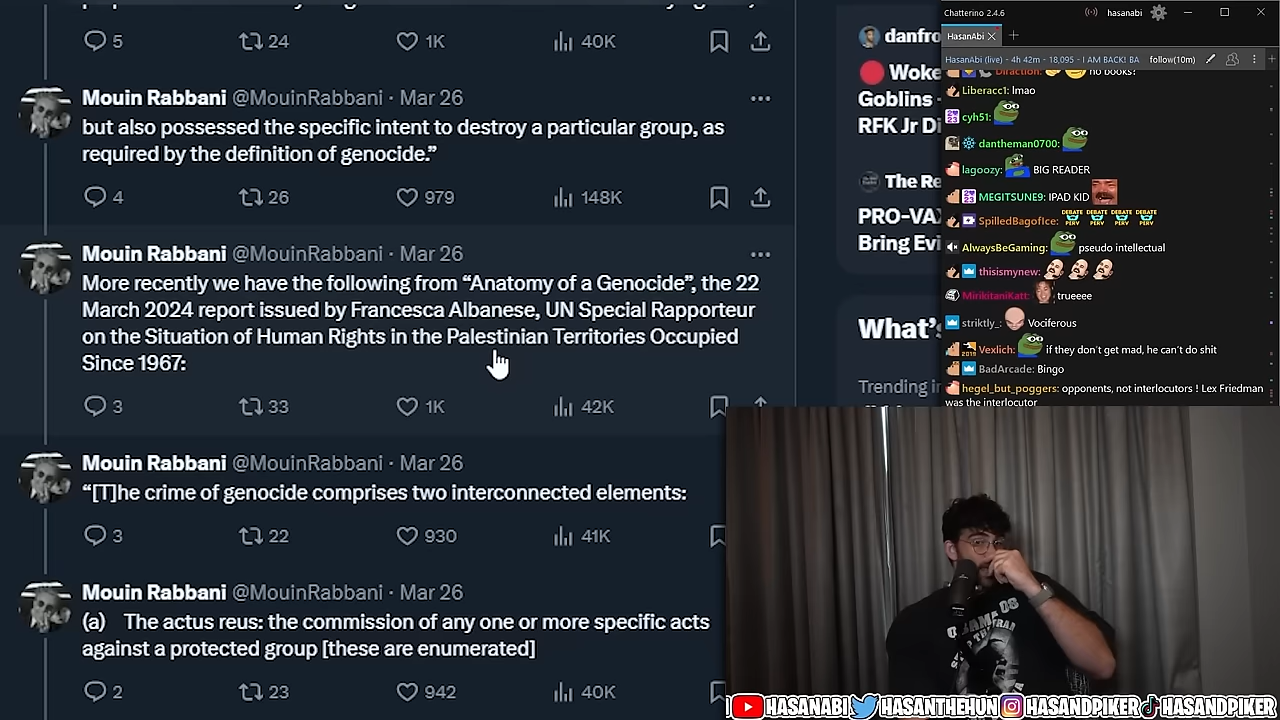 5 24 1K 40K
Mouin Rabbani @MouinRabbani · Mar 26
but also possessed the specific intent to destroy a particular group, as
required by the definition of genocide.”
4 26 979 148K
Mouin Rabbani @MouinRabbani · Mar 26
More recently we have the following from “Anatomy of a Genocide”, the 22
March 2024 report issued by Francesca Albanese, UN Special Rapporteur
on the Situation of Human Rights in the Palestinian Territories Occupied
Since 1967:
3 33 1K 42K
Mouin Rabbani @MouinRabbani · Mar 26
“[T]he crime of genocide comprises two interconnected elements:
3 22 930 41K
Mouin Rabbani @MouinRabbani · Mar 26
(a) The actus reus: the commission of any one or more specific acts
against a protected group [these are enumerated]
2 23 942 40K
danfro
Woke
Goblins
RFK Jr D
The Re
PRO-VA
Bring Evi
What's
Trending in
Chatterino 2.4.6 hasanabi
HasanAbi
HasanAbi (live) - 4h 42m - 18,095 - I AM BACK! BA follow(10m)
no books?
Liberacc1: lmao
cyh51:
dantheman0700:
lagoozy: BIG READER
MEGITSUNE9: IPAD KID
SpilledBagofIce: DEBATE PERV DEBATE PERV DEBATE PERV DEBATE PERV
AlwaysBeGaming: pseudo intellectual
thisismynew:
MirikitaniKatt: trueeee
striktly_: Vociferous
Vexlich: if they don't get mad, he can't do shit
BadArcade: Bingo
hegel_but_poggers: opponents, not interlocutors ! Lex Friedman
was the interlocutor
HASANABI HASANTHEHUN HASANDPIKER HASANDPIKER